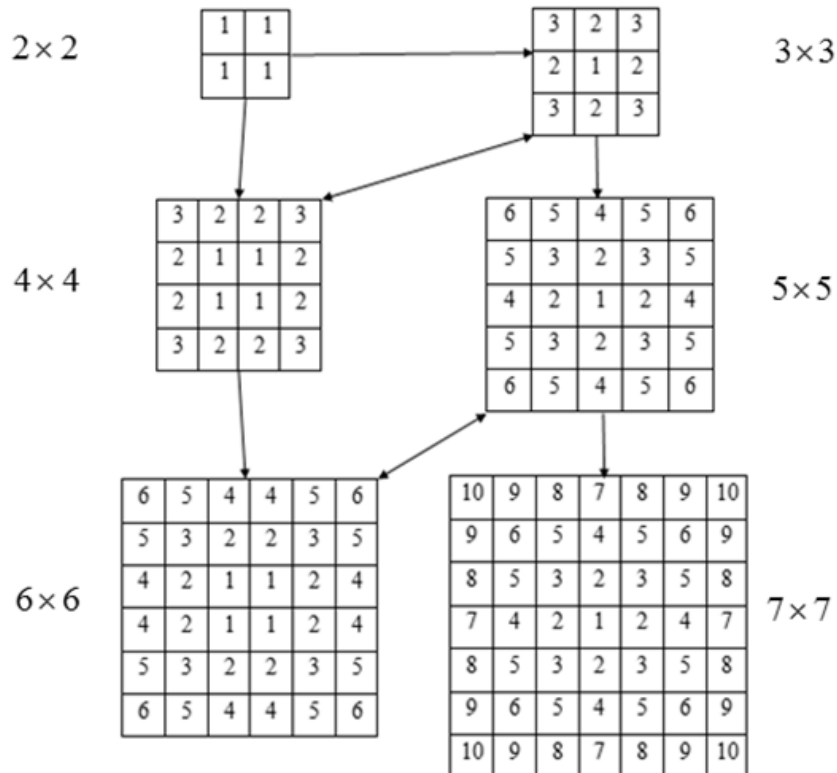 2×2
1 1
1 1
3 2 3
2 1 2
3 2 3
3×3
4×4
3 2 2 3
2 1 1 2
2 1 1 2
3 2 2 3
6 5 4 5 6
5 3 2 3 5
4 2 1 2 4
5 3 2 3 5
6 5 4 5 6
5×5
6×6
6 5 4 4 5 6
5 3 2 2 3 5
4 2 1 1 2 4
4 2 1 1 2 4
5 3 2 2 3 5
6 5 4 4 5 6
10 9 8 7 8 9 10
9 6 5 4 5 6 9
8 5 3 2 3 5 8
7 4 2 1 2 4 7
8 5 3 2 3 5 8
9 6 5 4 5 6 9
10 9 8 7 8 9 10
7×7